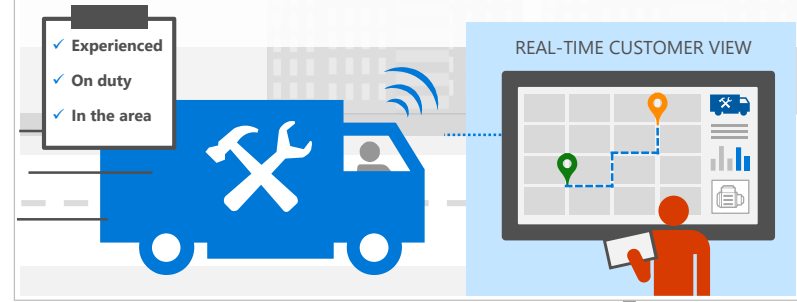 Experienced
On duty
In the area
REAL-TIME CUSTOMER VIEW